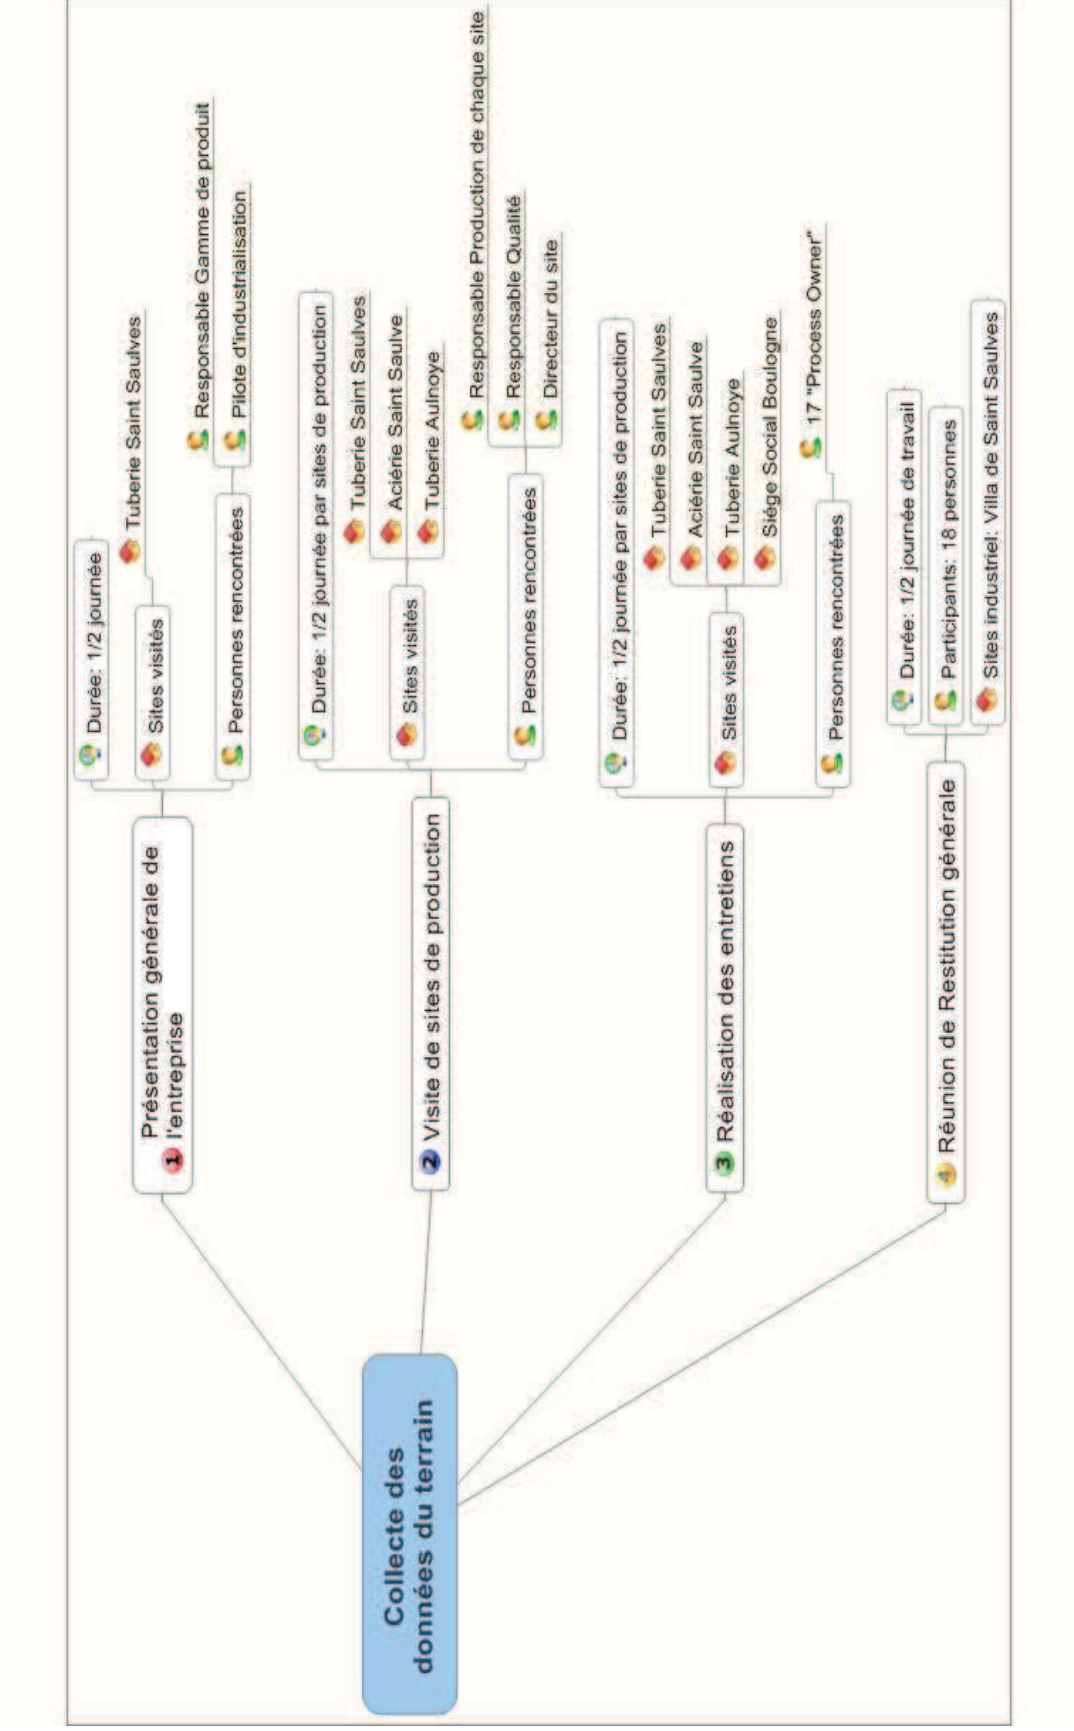 Collecte des
données du terrain
1 Présentation générale de
l'entreprise
Durée: 1/2 journée
Sites visités
Tuberie Saint Saulves
Personnes rencontrées
Responsable Gamme de produit
Pilote d'industrialisation
2 Visite de sites de production
Durée: 1/2 journée par sites de production
Sites visités
Tuberie Saint Saulves
Aciérie Saint Saulve
Tuberie Aulnoye
Personnes rencontrées
Responsable Production de chaque site
Responsable Qualité
Directeur du site
3 Réalisation des entretiens
Durée: 1/2 journée par sites de production
Sites visités
Tuberie Saint Saulves
Aciérie Saint Saulve
Tuberie Aulnoye
Siége Social Boulogne
Personnes rencontrées
17 "Process Owner"
4 Réunion de Restitution générale
Durée: 1/2 journée de travail
Participants: 18 personnes
Sites industriel: Villa de Saint Saulves